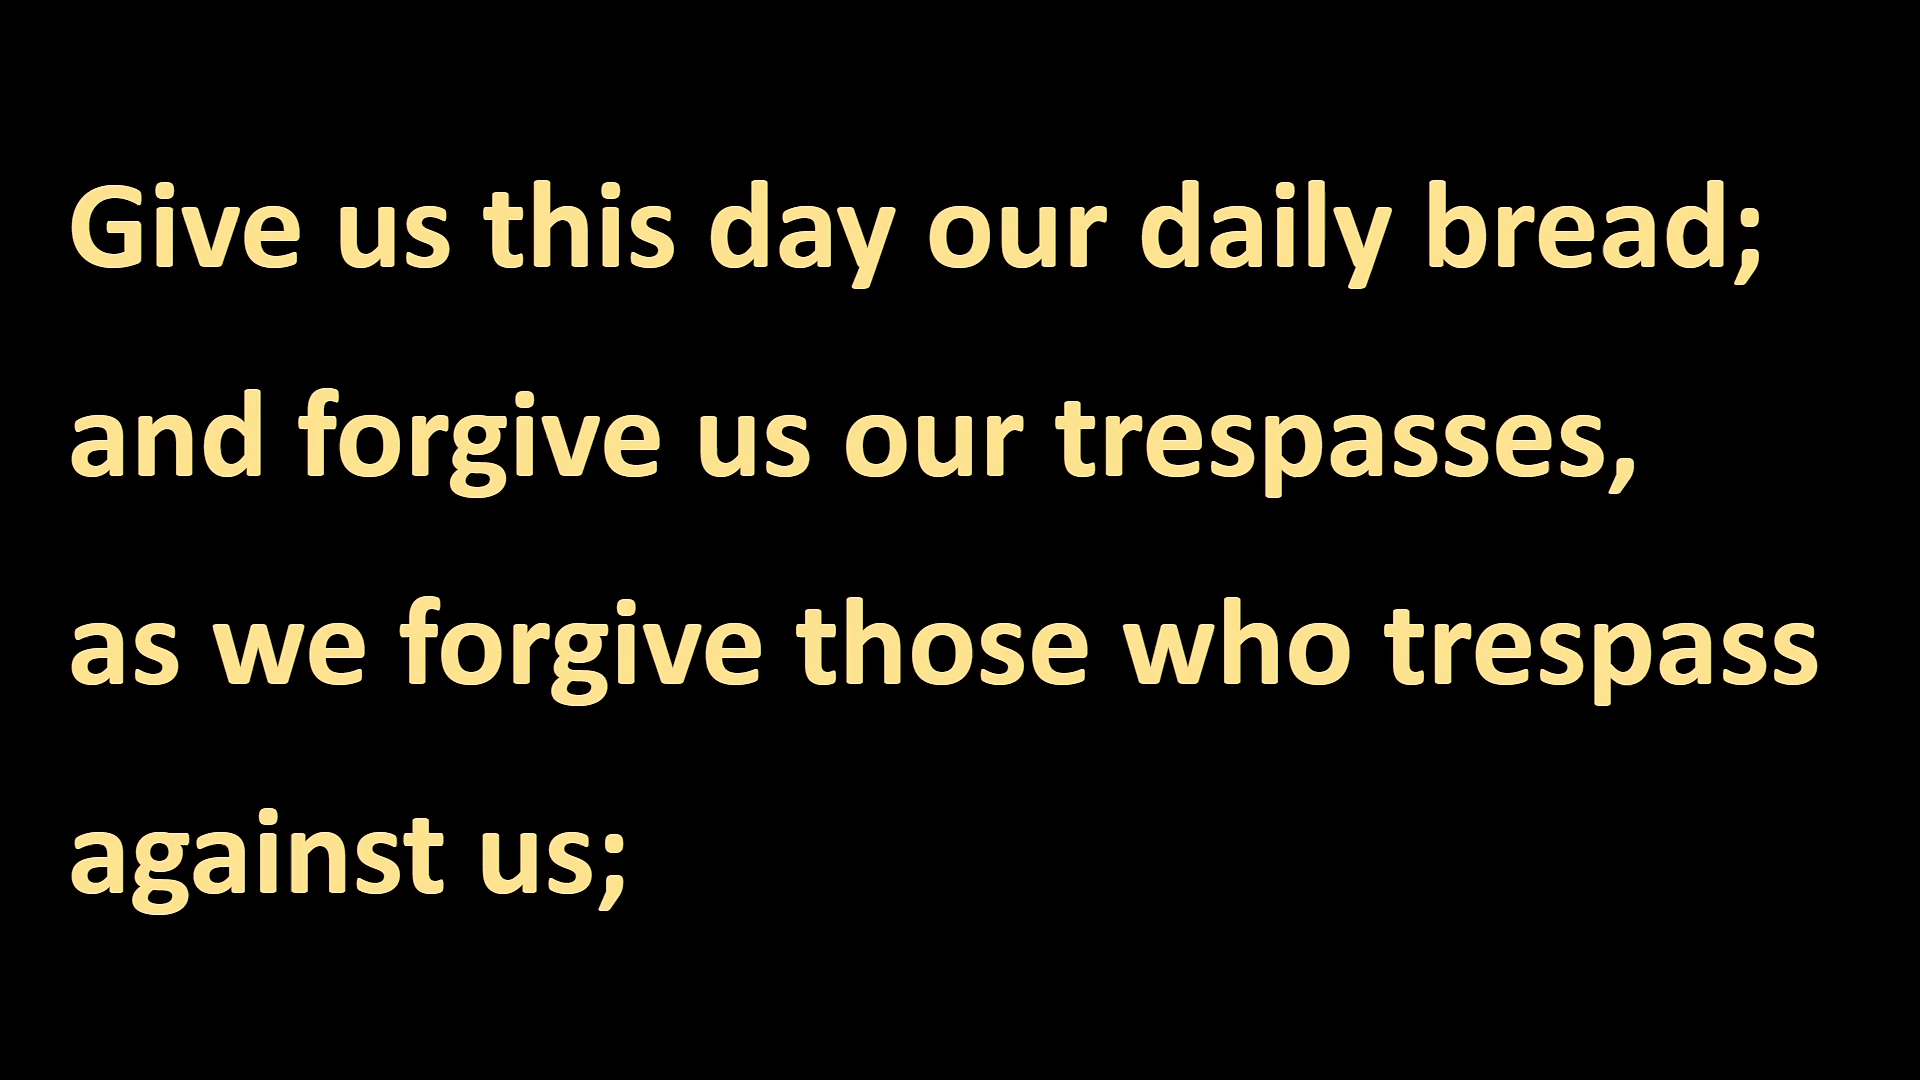 Give us this day our daily bread;
and forgive us our trespasses,
as we forgive those who trespass
against us;